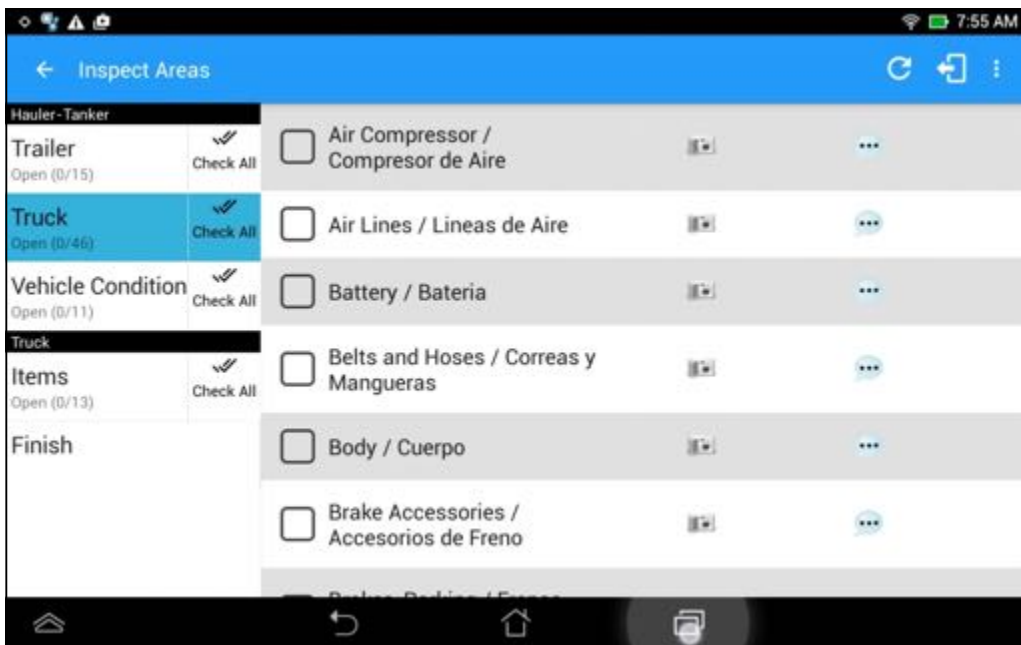 7:55 AM
Inspect Areas
Hauler-Tanker
Trailer
Open (0/15)
Check All
Truck
Open (0/46)
Check All
Vehicle Condition
Open (0/11)
Check All
Truck
Items
Open (0/13)
Check All
Finish
Air Compressor /
Compresor de Aire
Air Lines / Lineas de Aire
Battery / Bateria
Belts and Hoses / Correas y
Mangueras
Body / Cuerpo
Brake Accessories /
Accesorios de Freno